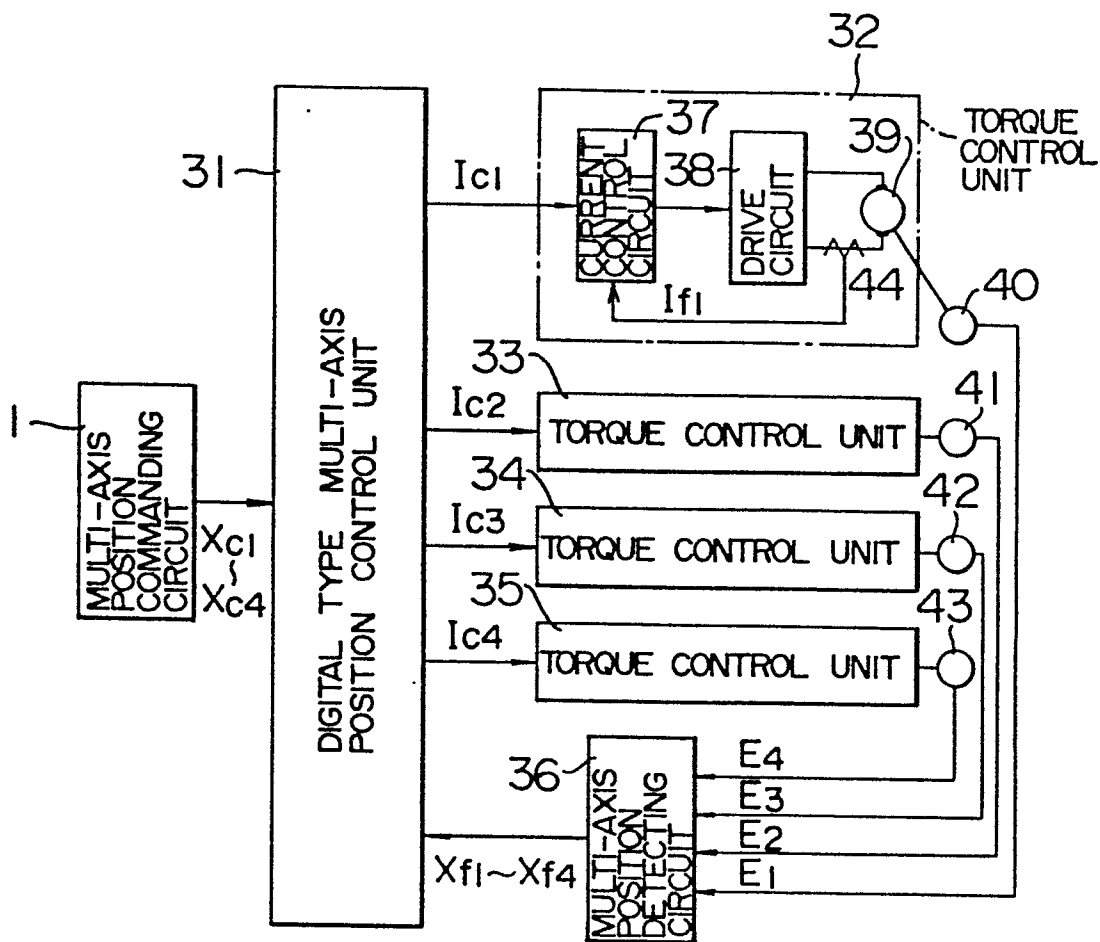 32
TORQUE
CONTROL
UNIT
31
Ic1
37
CURRENT
CONTROL
CIRCUIT
38
DRIVE
CIRCUIT
39
44
If1
40
1
MULTI-AXIS
POSITION
COMMANDING
CIRCUIT
Xc1
~
Xc4
DIGITAL TYPE MULTI-AXIS
POSITION CONTROL UNIT
33
Ic2
TORQUE CONTROL UNIT
41
34
Ic3
TORQUE CONTROL UNIT
42
35
Ic4
TORQUE CONTROL UNIT
43
36
MULTI-AXIS
POSITION
DETECTING
CIRCUIT
E4
E3
E2
E1
Xf1~Xf4